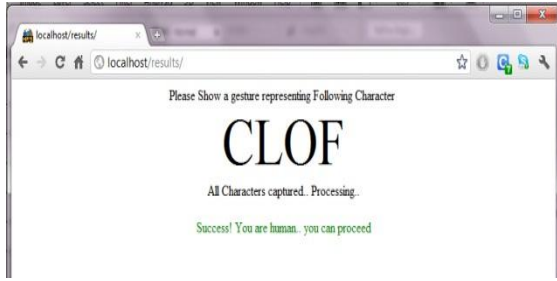 localhost/results/
localhost/results/
Please Show a gesture representing Following Character
CLOF
All Characters captured.. Processing..
Success! You are human.. you can proceed